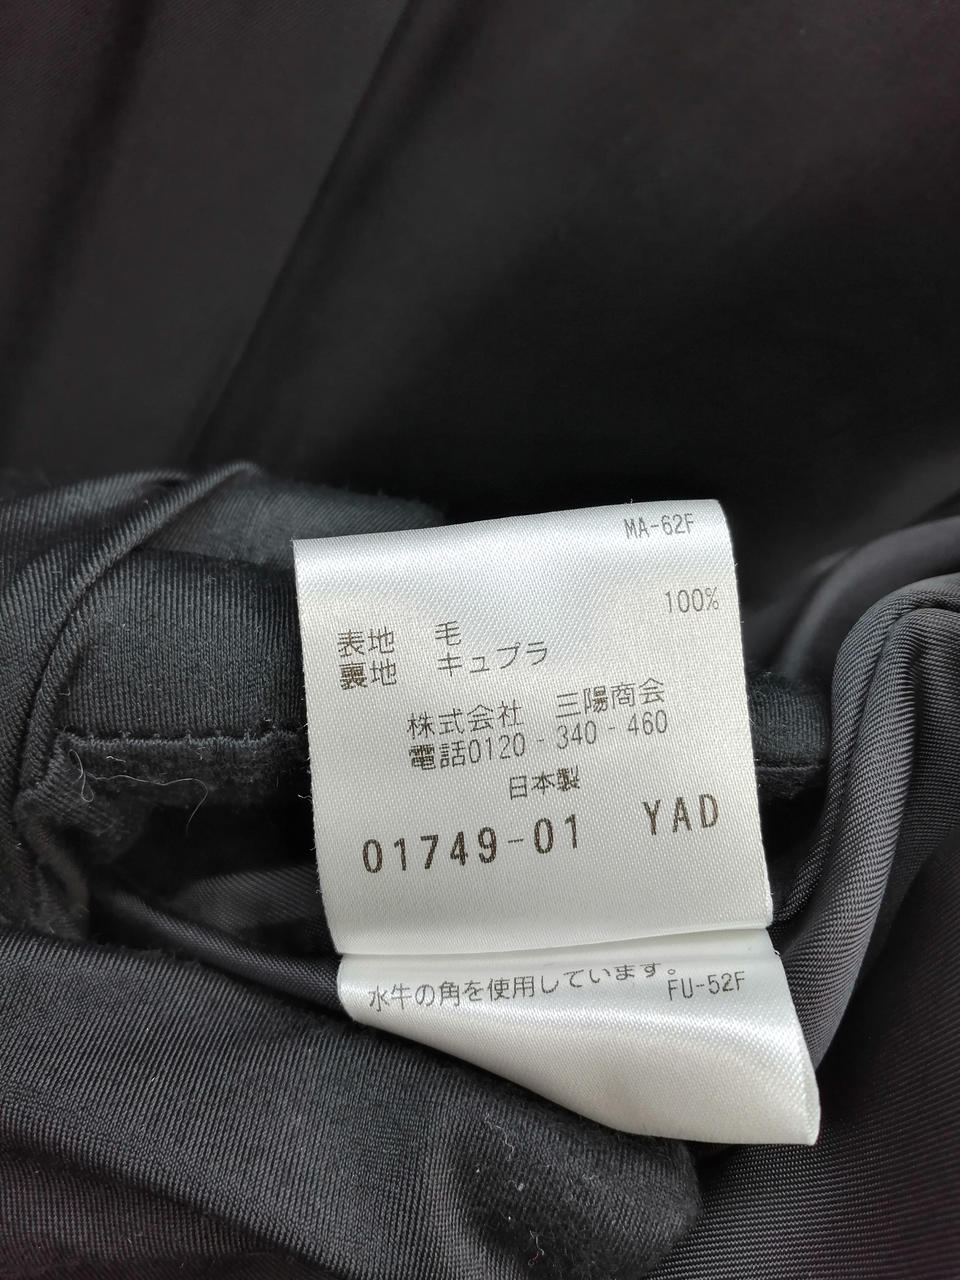 MA-62F
表地 毛 100%
裏地 キュプラ
株式会社 三陽商会
電話0120-340-460
日本製
01749-01 YAD
水牛の角を使用しています。
FU-52F